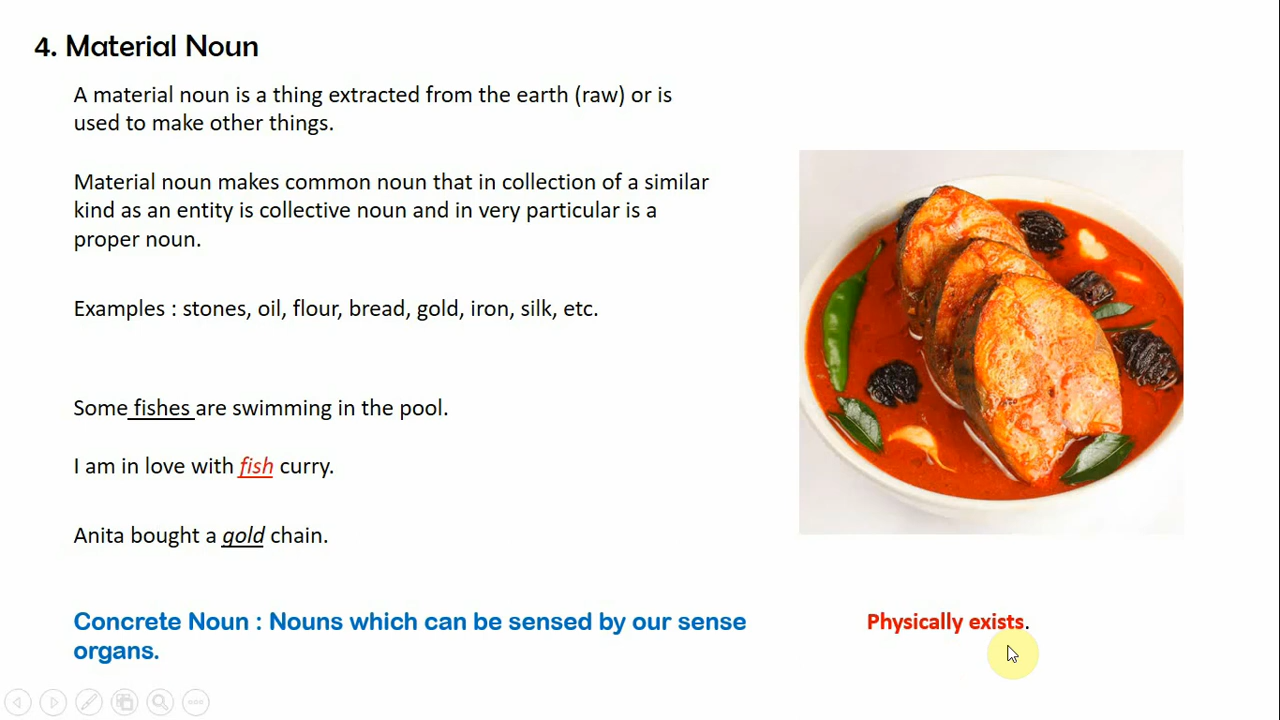 4. Material Noun
A material noun is a thing extracted from the earth (raw) or is
used to make other things.
Material noun makes common noun that in collection of a similar
kind as an entity is collective noun and in very particular is a
proper noun.
Examples : stones, oil, flour, bread, gold, iron, silk, etc.
Some fishes are swimming in the pool.
I am in love with fish curry.
Anita bought a gold chain.
Concrete Noun : Nouns which can be sensed by our sense
organs.
Physically exists.